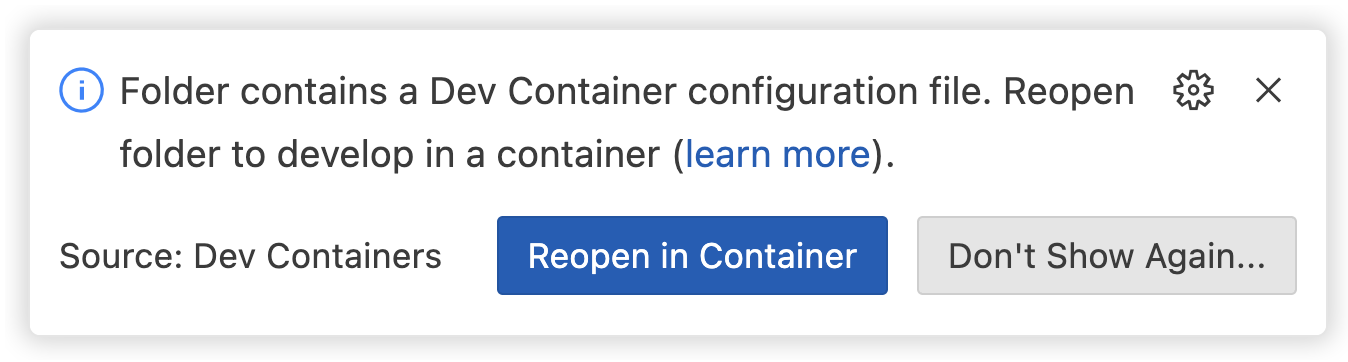 Folder contains a Dev Container configuration file. Reopen
folder to develop in a container (learn more).
Source: Dev Containers
Reopen in Container
Don't Show Again...